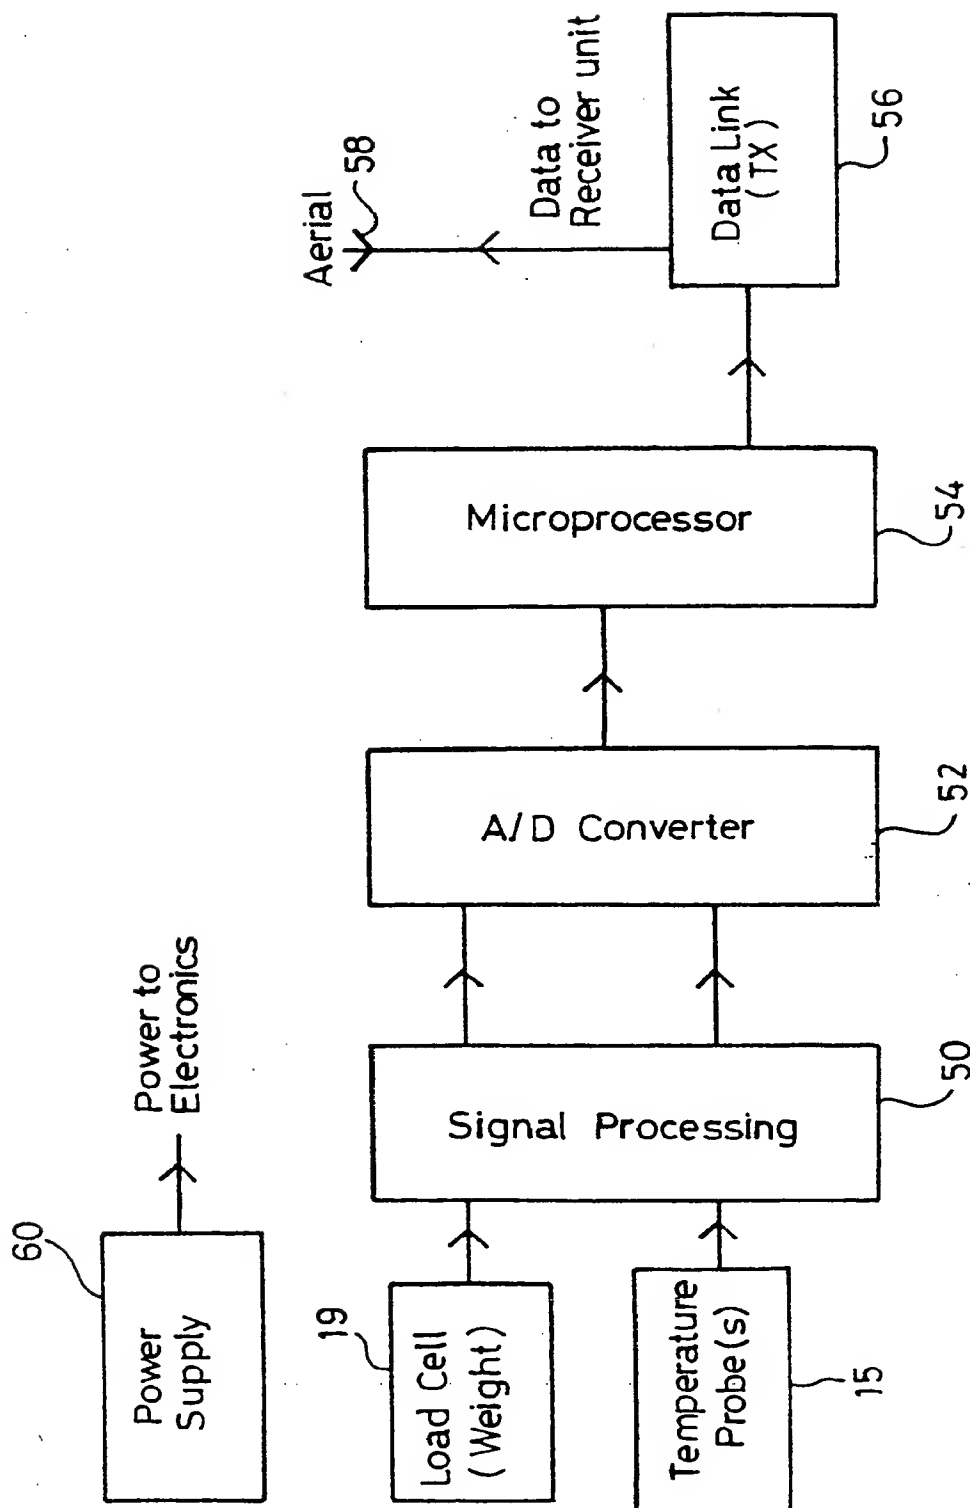 60
Power
Supply
Power to
Electronics
19
Load Cell
(Weight)
Temperature
Probe(s)
15
Signal Processing
50
A/D Converter
52
Microprocessor
54
Aerial
58
Data to
Receiver unit
Data Link
(TX)
56